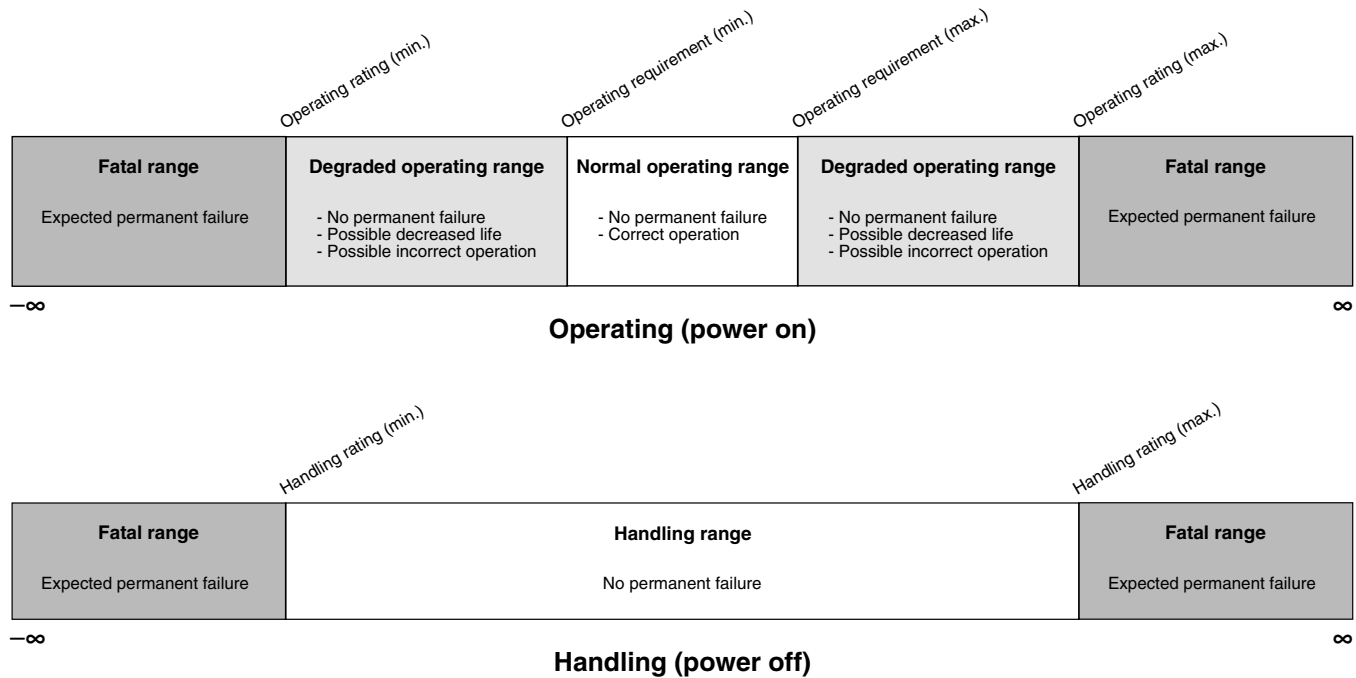 Operating rating (min.)
Operating requirement (min.)
Operating requirement (max.)
Operating rating (max.)
Fatal range
Expected permanent failure
Degraded operating range
- No permanent failure
- Possible decreased life
- Possible incorrect operation
Normal operating range
- No permanent failure
- Correct operation
Degraded operating range
- No permanent failure
- Possible decreased life
- Possible incorrect operation
Fatal range
Expected permanent failure
–∞
∞
Operating (power on)
Handling rating (min.)
Handling rating (max.)
Fatal range
Expected permanent failure
Handling range
No permanent failure
Fatal range
Expected permanent failure
–∞
∞
Handling (power off)